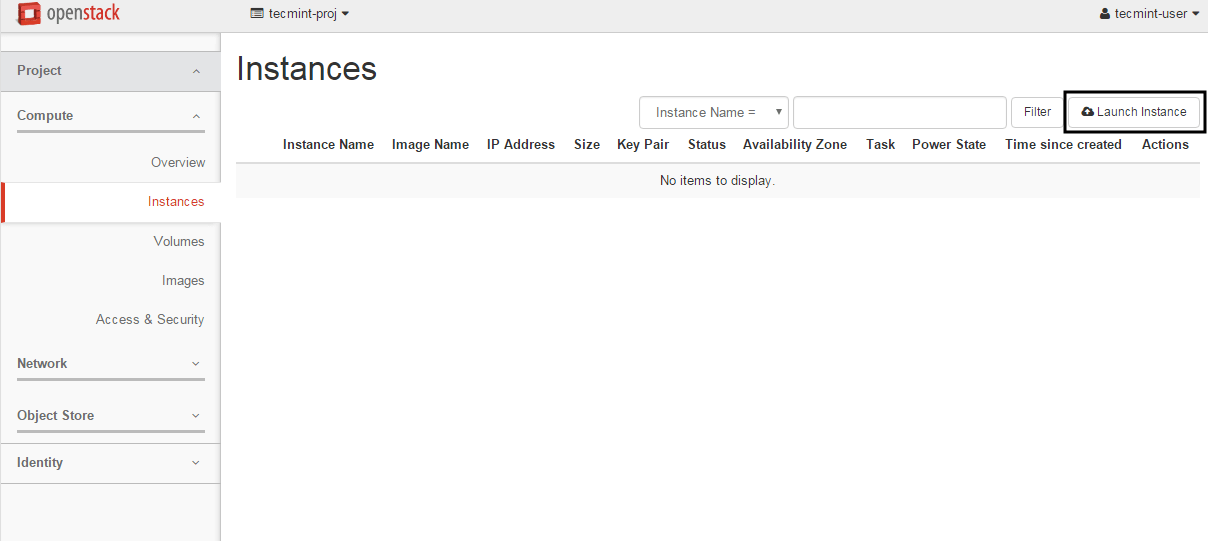 openstack tecmint-proj tecmint-user
Project
Instances
Compute
Instance Name = Filter Launch Instance
Instance Name Image Name IP Address Size Key Pair Status Availability Zone Task Power State Time since created Actions
No items to display.
Overview
Instances
Volumes
Images
Access & Security
Network
Object Store
Identity